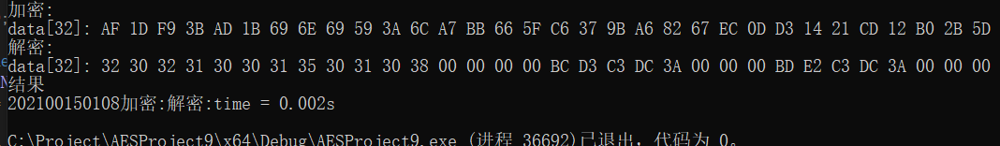 加密:
data[32]: AF 1D F9 3B AD 1B 69 6E 69 59 3A 6C A7 BB 66 5F C6 37 9B A6 82 67 EC 0D D3 14 21 CD 12 B0 2B 5D
解密:
data[32]: 32 30 32 31 30 30 31 35 30 31 30 38 00 00 00 00 BC D3 C3 DC 3A 00 00 00 BD E2 C3 DC 3A 00 00 00
结果
202100150108加密:解密:time = 0.002s
C:\Project\AESProject9\x64\Debug\AESProject9.exe (进程 36692)已退出，代码为 0。